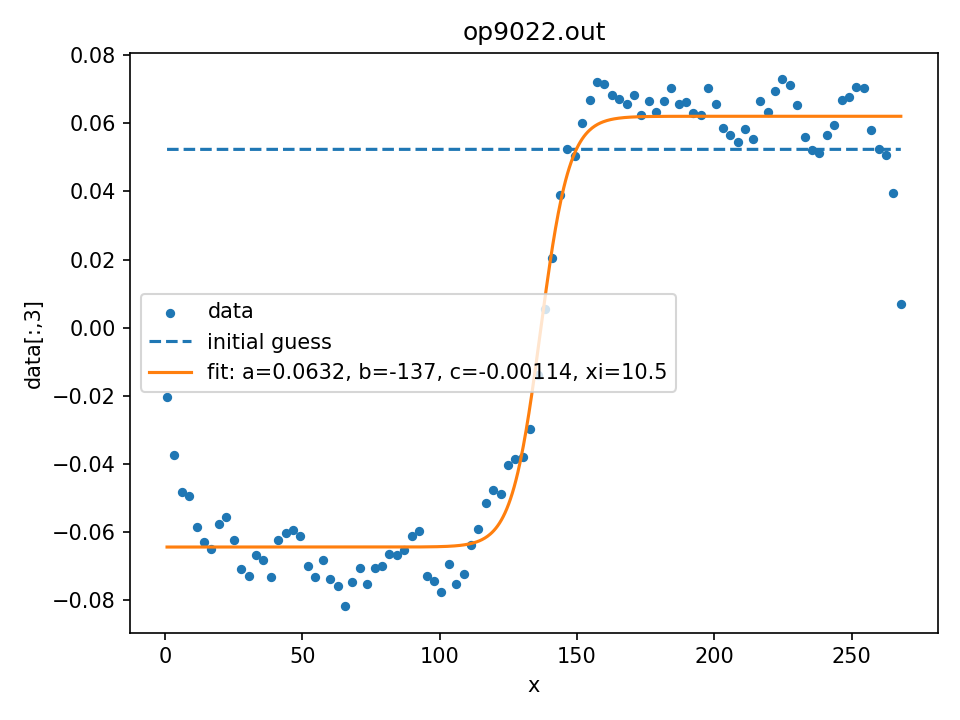 op9022.out
0.08
0.06
0.04
0.02
0.00
−0.02
−0.04
−0.06
−0.08
data[:,3]
data
initial guess
fit: a=0.0632, b=-137, c=-0.00114, xi=10.5
0 50 100 150 200 250
x